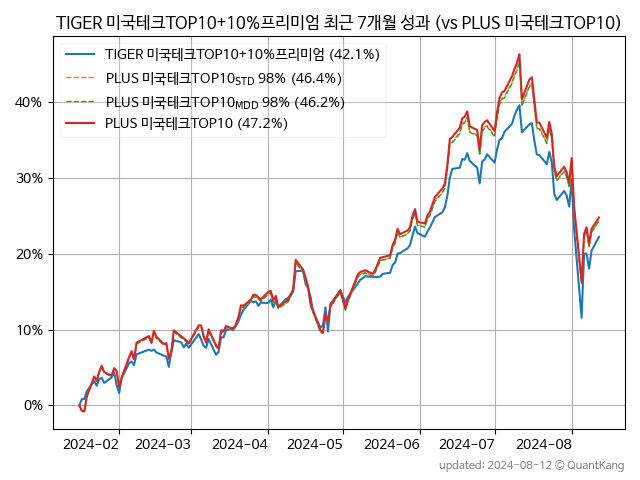 TIGER 미국테크TOP10+10%프리미엄 최근 7개월 성과 (vs PLUS 미국테크TOP10)
TIGER 미국테크TOP10+10%프리미엄 (42.1%)
PLUS 미국테크TOP10STD 98% (46.4%)
PLUS 미국테크TOP10MDD 98% (46.2%)
PLUS 미국테크TOP10 (47.2%)
40%
30%
20%
10%
0%
2024-02 2024-03 2024-04 2024-05 2024-06 2024-07 2024-08
updated: 2024-08-12 © QuantKang